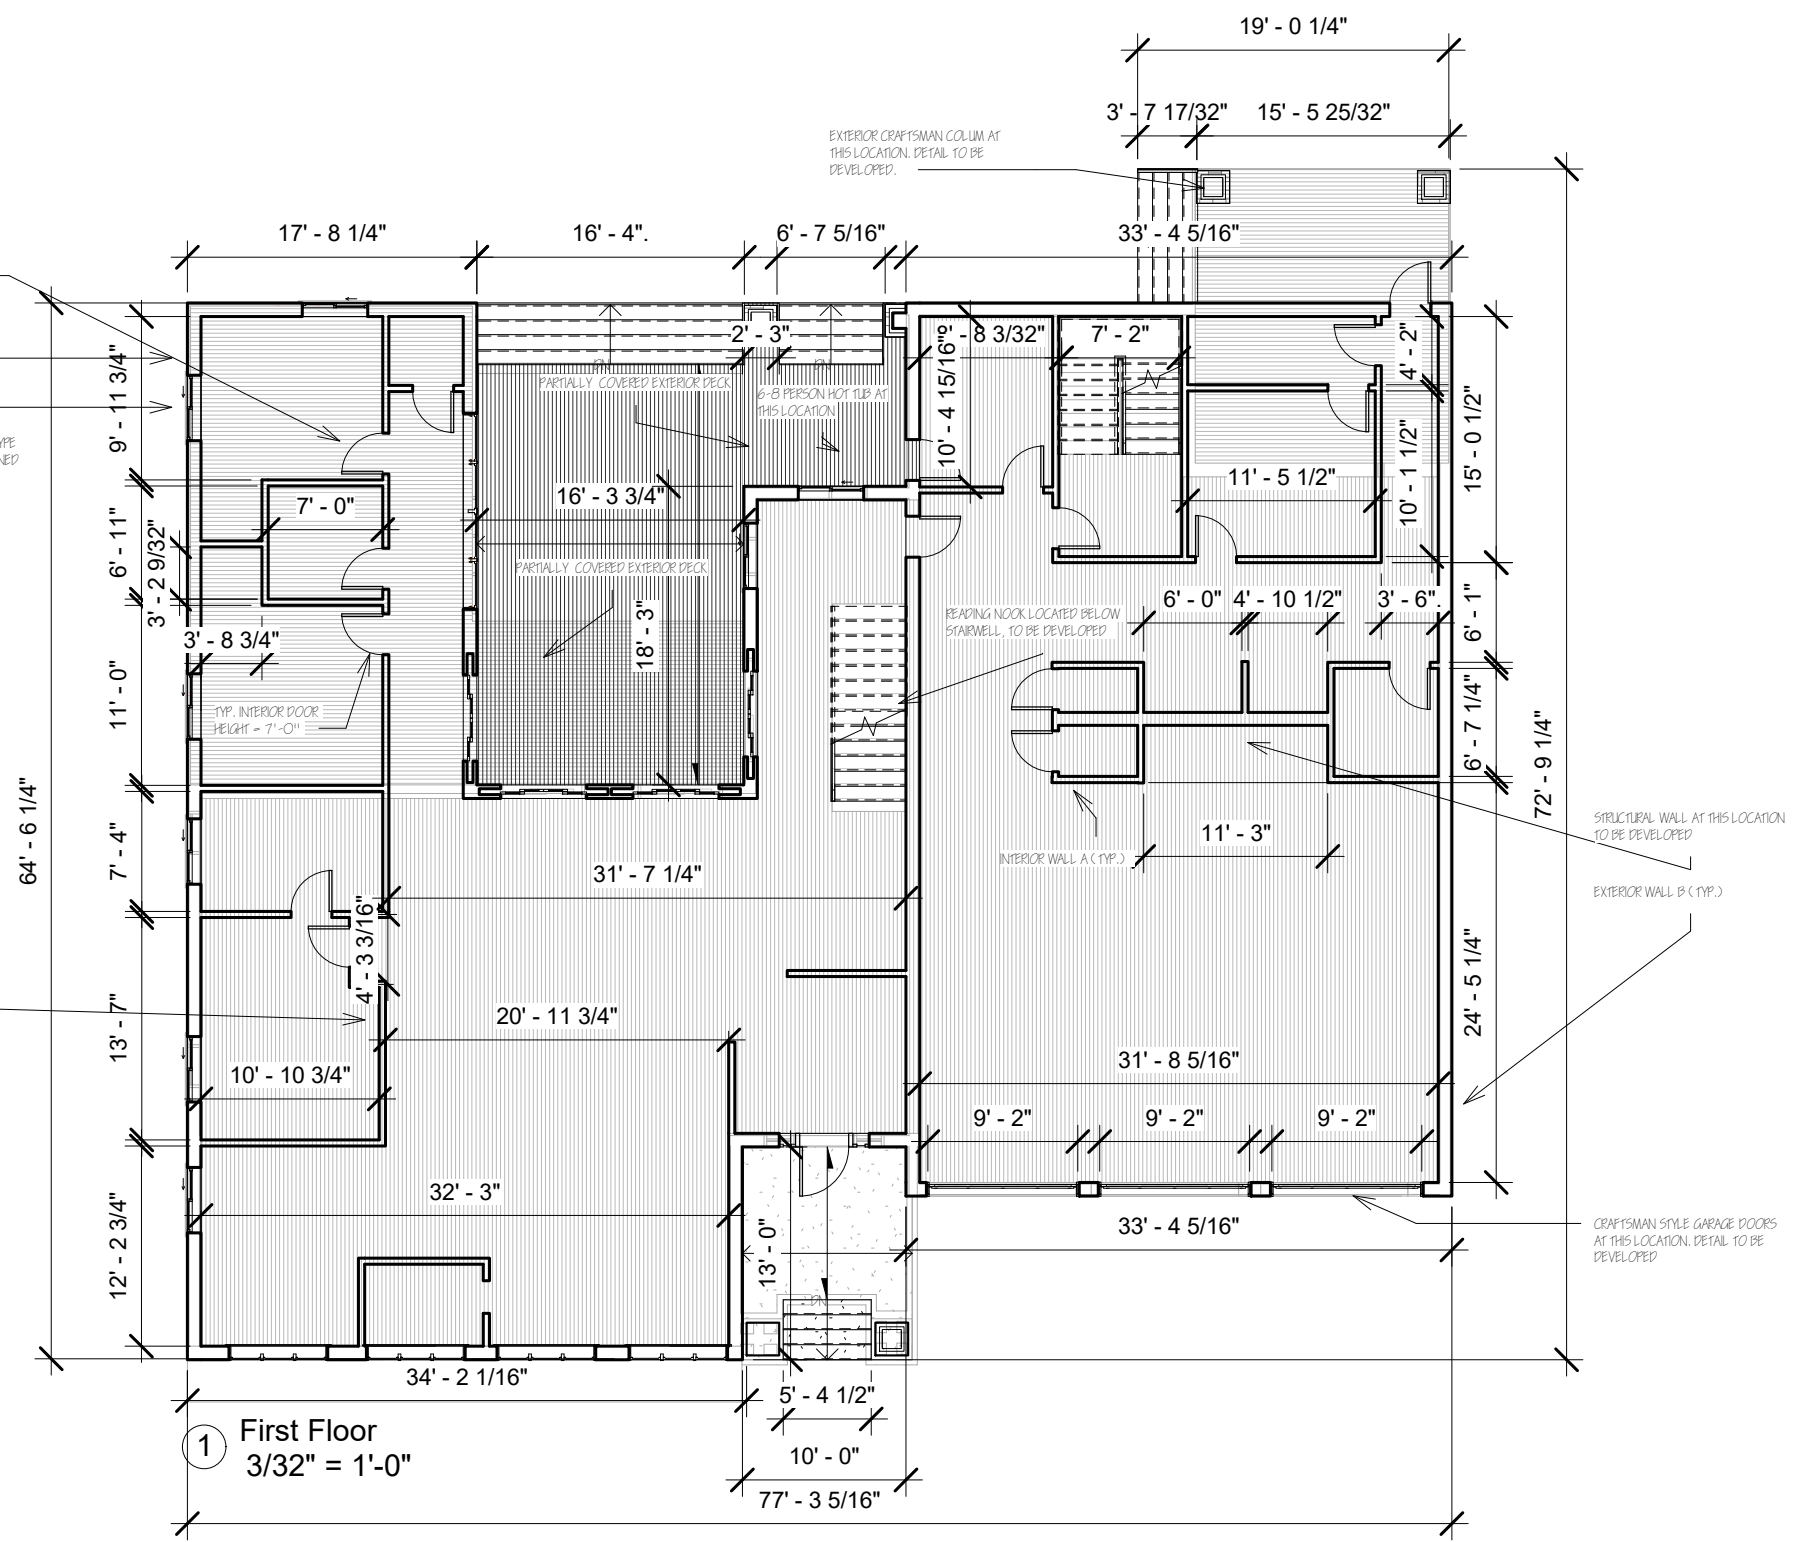 19' - 0 1/4"
3' - 7 17/32"
15' - 5 25/32"
EXTERIOR CRAFTSMAN COLUM AT
THIS LOCATION. DETAIL TO BE
DEVELOPED.
17' - 8 1/4"
16' - 4".
6' - 7 5/16"
33' - 4 5/16"
2' - 3"
8' - 8 3/32"
7' - 2"
4' - 2"
DN
DN
9' - 11 3/4"
PARTIALLY COVERED EXTERIOR DECK
6-8 PERSON HOT TUB AT
THIS LOCATION
10' - 4 15/16"
15' - 0 1/2"
10' - 1 1/2"
11' - 5 1/2"
16' - 3 3/4"
7' - 0"
6' - 11"
3' - 2 9/32"
PARTIALLY COVERED EXTERIOR DECK
18' - 3"
READING NOOK LOCATED BELOW
STAIRWELL, TO BE DEVELOPED
6' - 0"
4' - 10 1/2"
3' - 6".
6' - 1"
3' - 8 3/4"
11' - 0"
TYP. INTERIOR DOOR
HEIGHT = 7'-0"
6' - 7 1/4"
72' - 9 1/4"
64' - 6 1/4"
7' - 4"
31' - 7 1/4"
11' - 3"
INTERIOR WALL A ( TYP.)
STRUCTURAL WALL AT THIS LOCATION
TO BE DEVELOPED
EXTERIOR WALL B ( TYP.)
4' - 3 3/16"
24' - 5 1/4"
13' - 7"
20' - 11 3/4"
10' - 10 3/4"
31' - 8 5/16"
9' - 2"
9' - 2"
9' - 2"
32' - 3"
12' - 2 3/4"
13' - 0"
DN
33' - 4 5/16"
CRAFTSMAN STYLE GARAGE DOORS
AT THIS LOCATION. DETAIL TO BE
DEVELOPED
34' - 2 1/16"
5' - 4 1/2"
10' - 0"
77' - 3 5/16"
1
First Floor
3/32" = 1'-0"